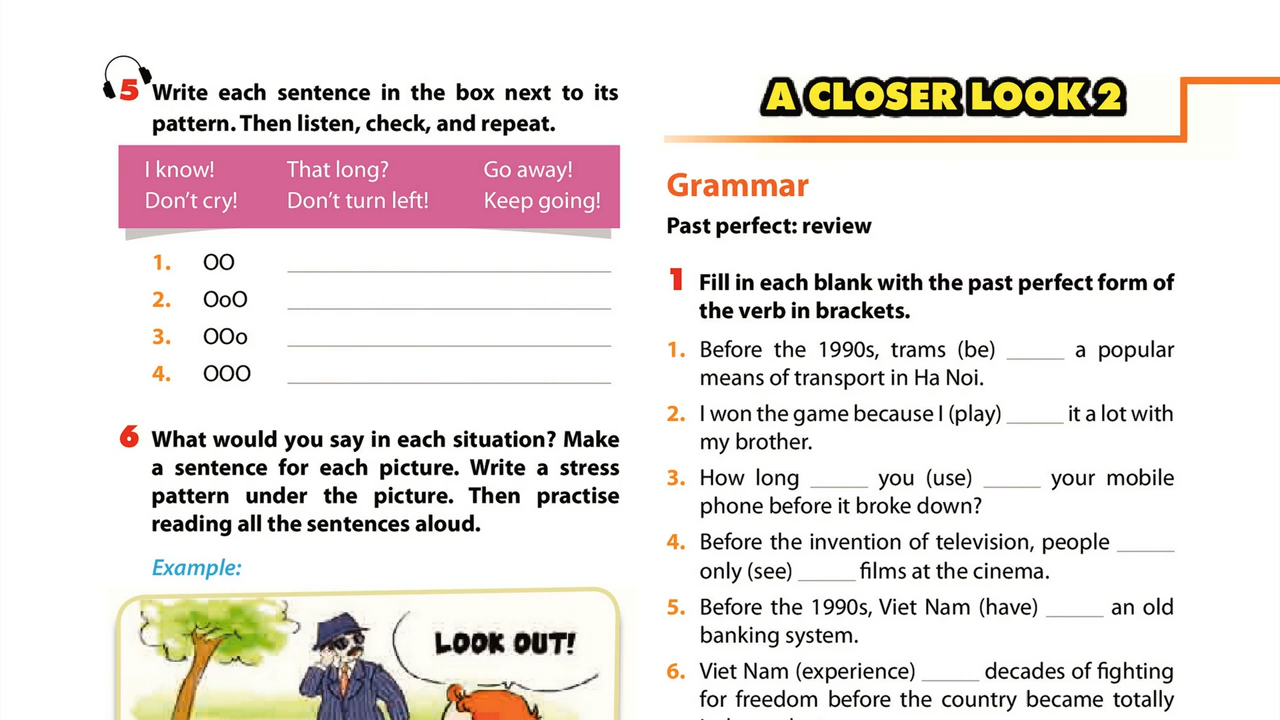 5 Write each sentence in the box next to its
pattern. Then listen, check, and repeat.
I know! That long? Go away!
Don't cry! Don't turn left! Keep going!
1. OO
2. OoO
3. OOo
4. OOO
6 What would you say in each situation? Make
a sentence for each picture. Write a stress
pattern under the picture. Then practise
reading all the sentences aloud.
Example:
LOOK OUT!
A CLOSER LOOK 2
Grammar
Past perfect: review
1 Fill in each blank with the past perfect form of
the verb in brackets.
1. Before the 1990s, trams (be) _____ a popular
means of transport in Ha Noi.
2. I won the game because I (play) _____ it a lot with
my brother.
3. How long _____ you (use) _____ your mobile
phone before it broke down?
4. Before the invention of television, people _____
only (see) _____ films at the cinema.
5. Before the 1990s, Viet Nam (have) _____ an old
banking system.
6. Viet Nam (experience) _____ decades of fighting
for freedom before the country became totally